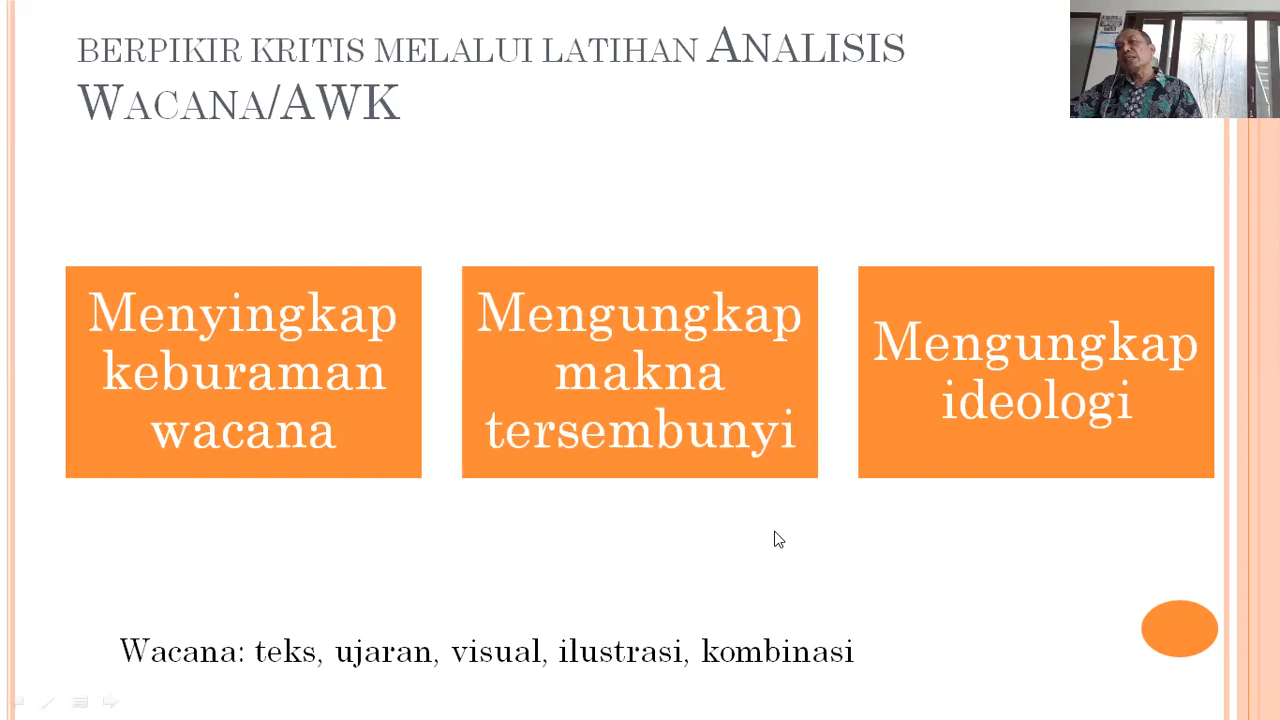 BERPIKIR KRITIS MELALUI LATIHAN ANALISIS
WACANA/AWK
Menyingkap
keburaman
wacana
Mengungkap
makna
tersembunyi
Mengungkap
ideologi
Wacana: teks, ujaran, visual, ilustrasi, kombinasi